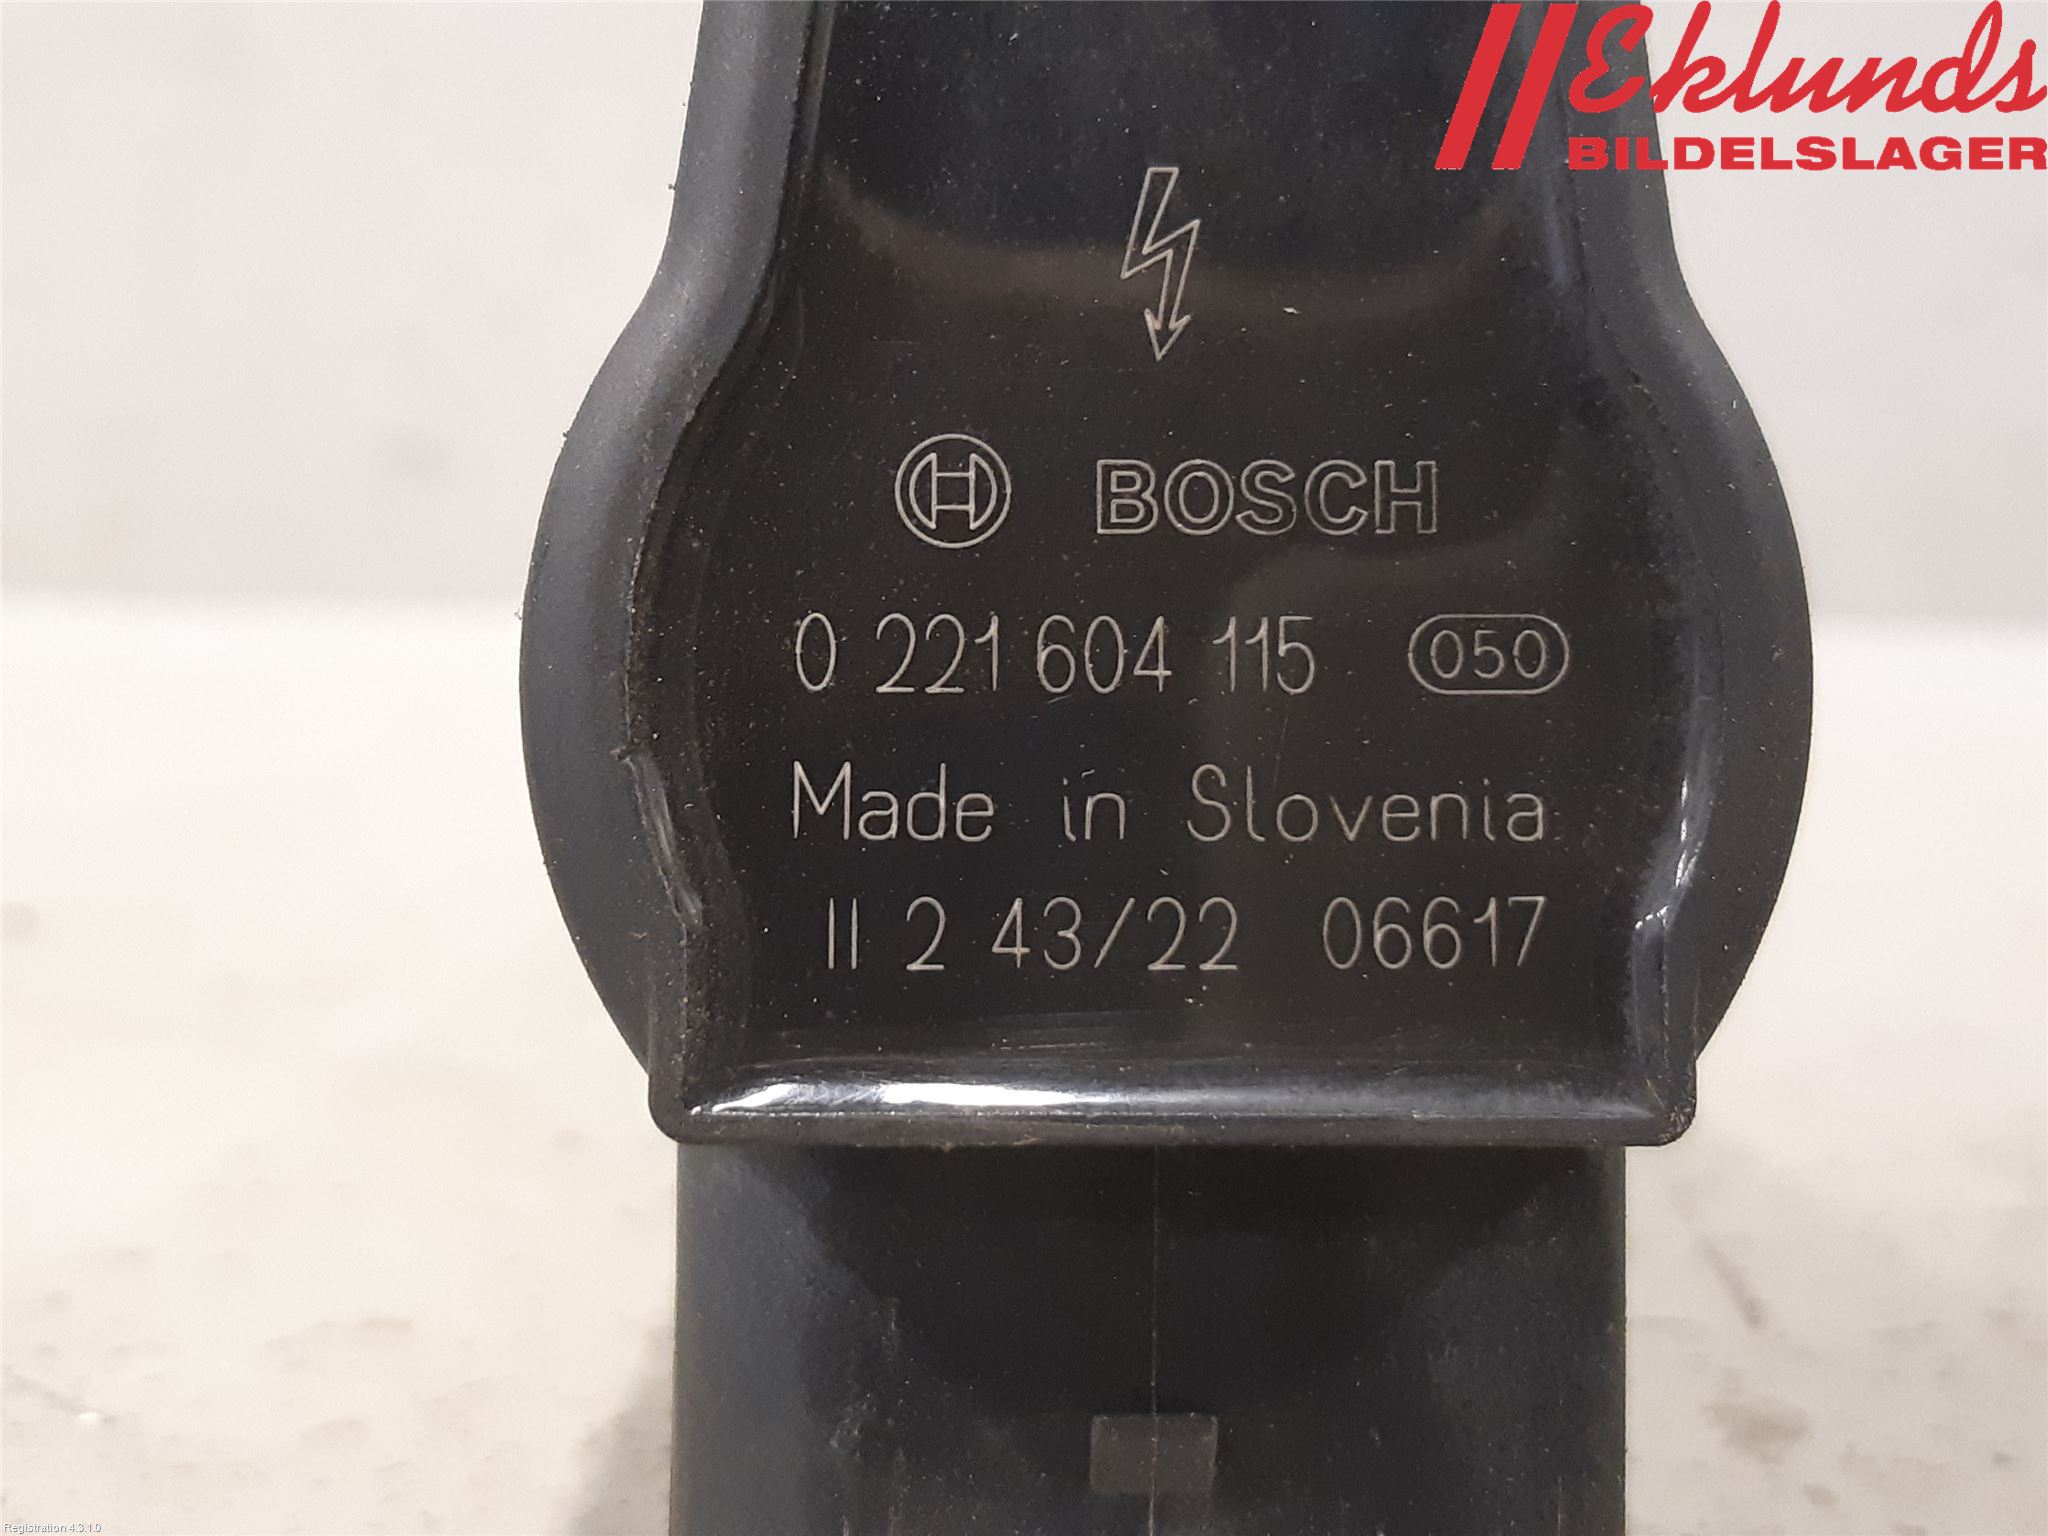 Eklunds
BILDELSLAGER
BOSCH
0 221 604 115 050
Made in Slovenia
II 2 43/22 06617
Registration 4.3.1.0